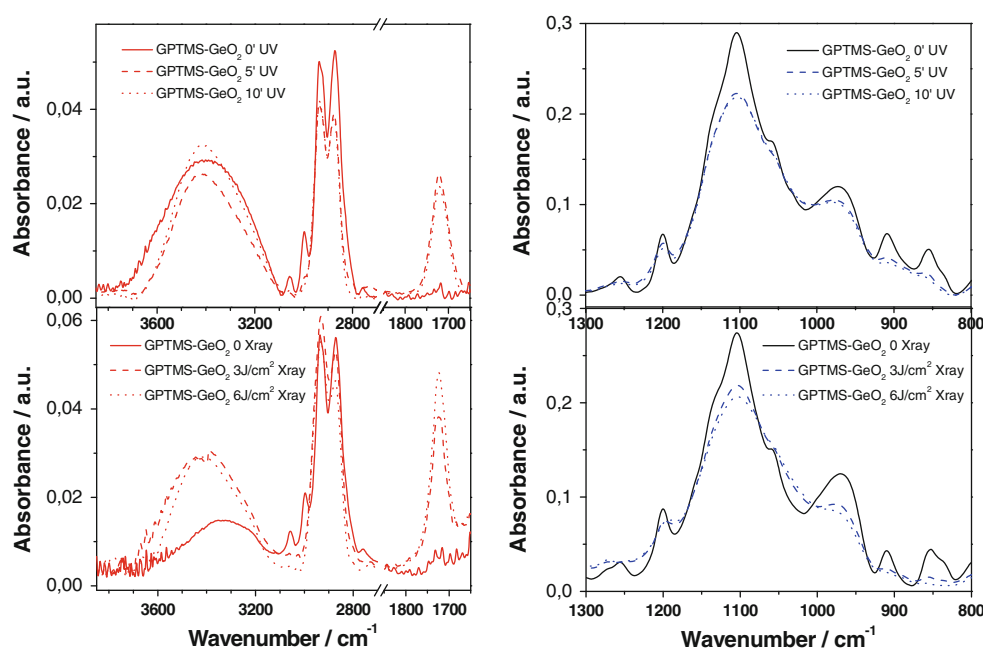 GPTMS-GeO₂ 0' UV
GPTMS-GeO₂ 5' UV
GPTMS-GeO₂ 10' UV
Absorbance / a.u.
0,04
0,02
0,00
GPTMS-GeO₂ 0' UV
GPTMS-GeO₂ 5' UV
GPTMS-GeO₂ 10' UV
Absorbance / a.u.
0,3
0,2
0,1
0,0
1300 1200 1100 1000 900 800
GPTMS-GeO₂ 0 Xray
GPTMS-GeO₂ 3J/cm² Xray
GPTMS-GeO₂ 6J/cm² Xray
Absorbance / a.u.
0,06
0,04
0,02
0,00
3600 3200 2800 1800 1700
Wavenumber / cm⁻¹
GPTMS-GeO₂ 0 Xray
GPTMS-GeO₂ 3J/cm² Xray
GPTMS-GeO₂ 6J/cm² Xray
Absorbance / a.u.
0,3
0,2
0,1
0,0
1300 1200 1100 1000 900 800
Wavenumber / cm⁻¹